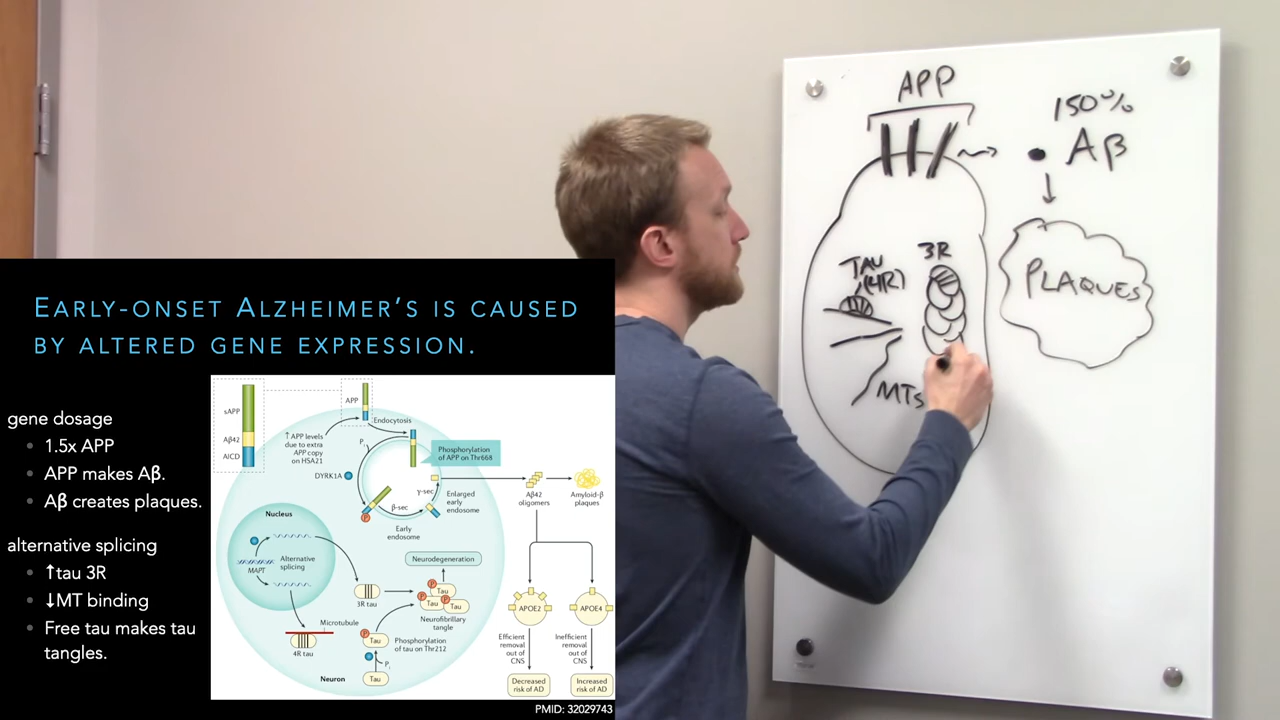 APP
150%
Aβ
3R
TAU
(4R)
PLAQUES
MTs
EARLY-ONSET ALZHEIMER'S IS CAUSED
BY ALTERED GENE EXPRESSION.
gene dosage
• 1.5x APP
• APP makes Aβ.
• Aβ creates plaques.
alternative splicing
• ↑tau 3R
• ↓MT binding
• Free tau makes tau
tangles.
sAPP
Aβ42
AICD
APP
Endocytosis
↑ APP levels
due to extra
APP copy
on HSA21
Pi
Phosphorylation
of APP on Thr668
DYRK1A
γ-sec
β-sec
Enlarged
early
endosome
Early
endosome
Aβ42
oligomers
Amyloid-β
plaques
Nucleus
MAPT
Alternative
splicing
Neurodegeneration
3R tau
P
P
P
P
P
Tau
Tau
Tau
Neurofibrillary
tangle
Microtubule
4R tau
Tau
Phosphorylation
of tau on Thr212
Pi
Tau
Neuron
APOE2
APOE4
Efficient
removal
out of
CNS
Inefficient
removal
out of
CNS
Decreased
risk of AD
Increased
risk of AD
PMID: 32029743